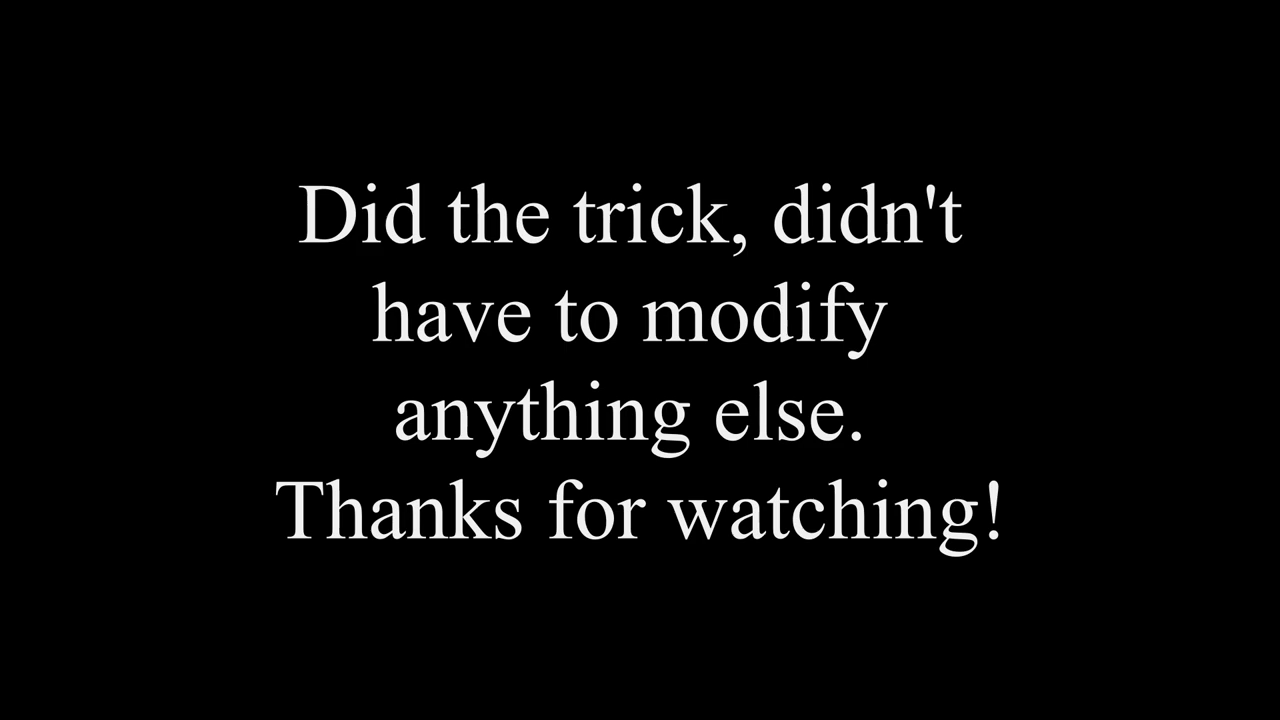 Did the trick, didn't
have to modify
anything else.
Thanks for watching!